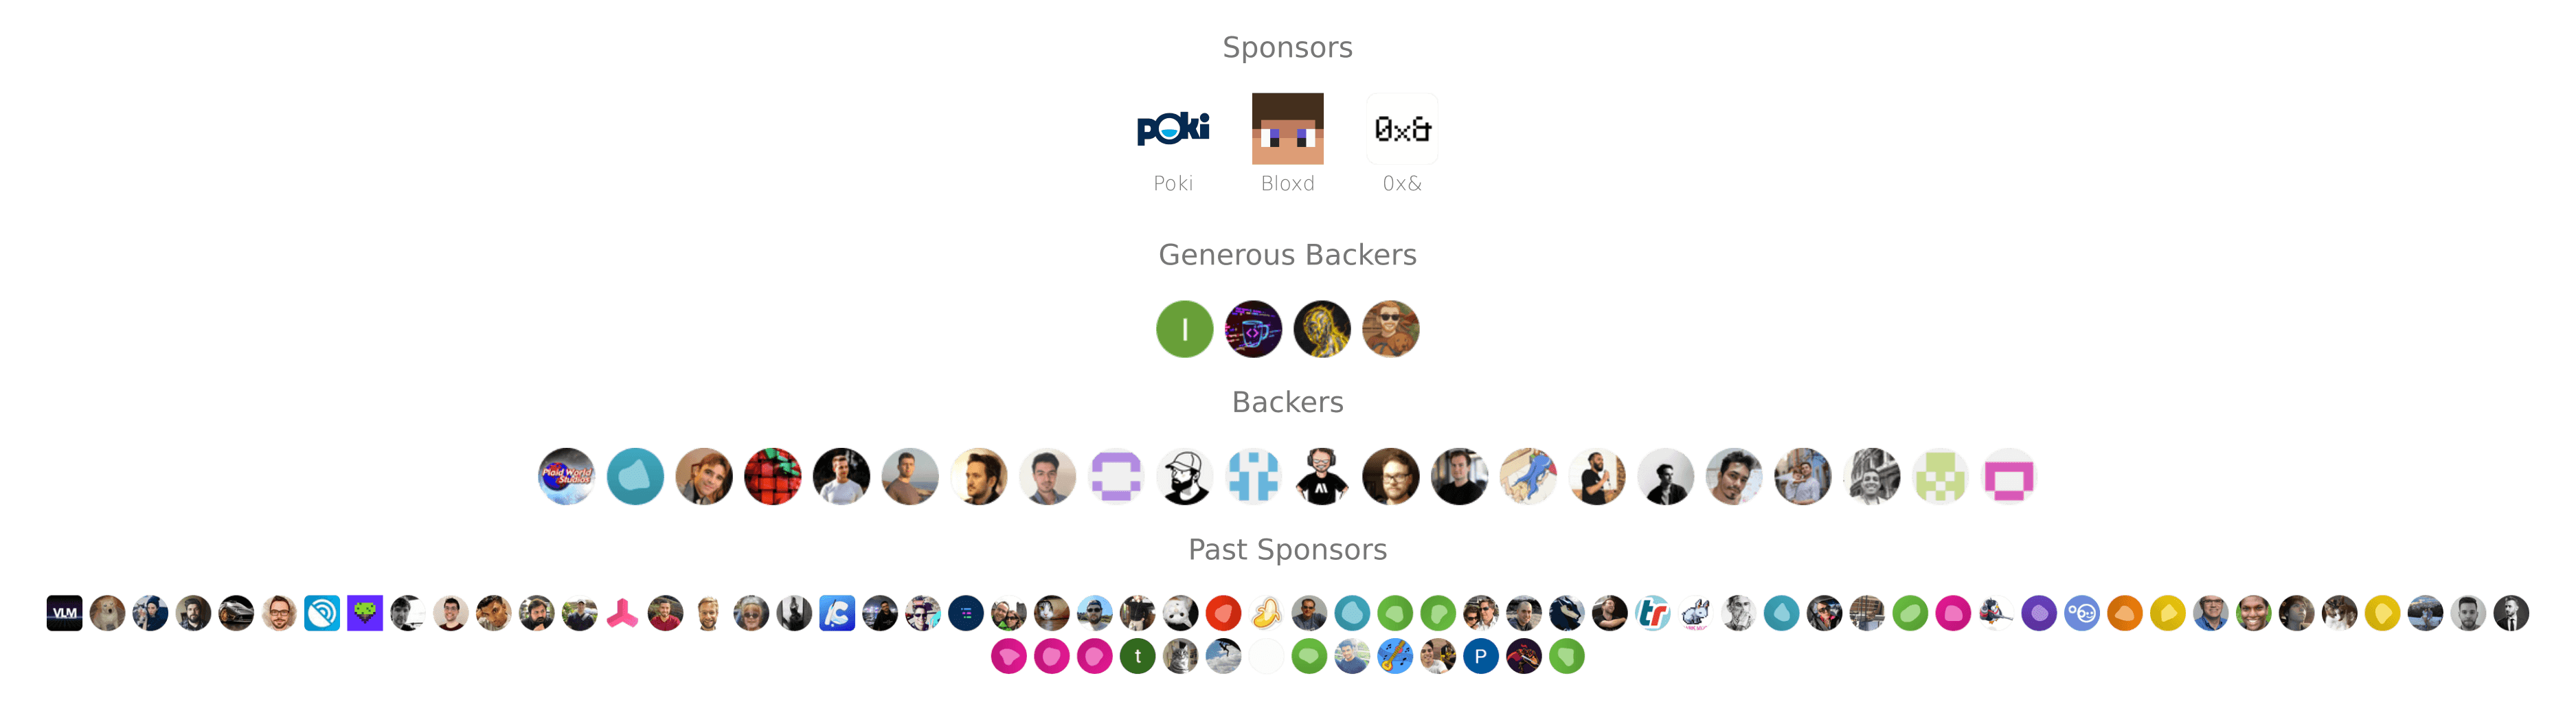 Sponsors
poki
0x&
Poki
Bloxd
0x&
Generous Backers
I
Backers
Plaid World Studios
Past Sponsors
VLM
C
tr
t
P